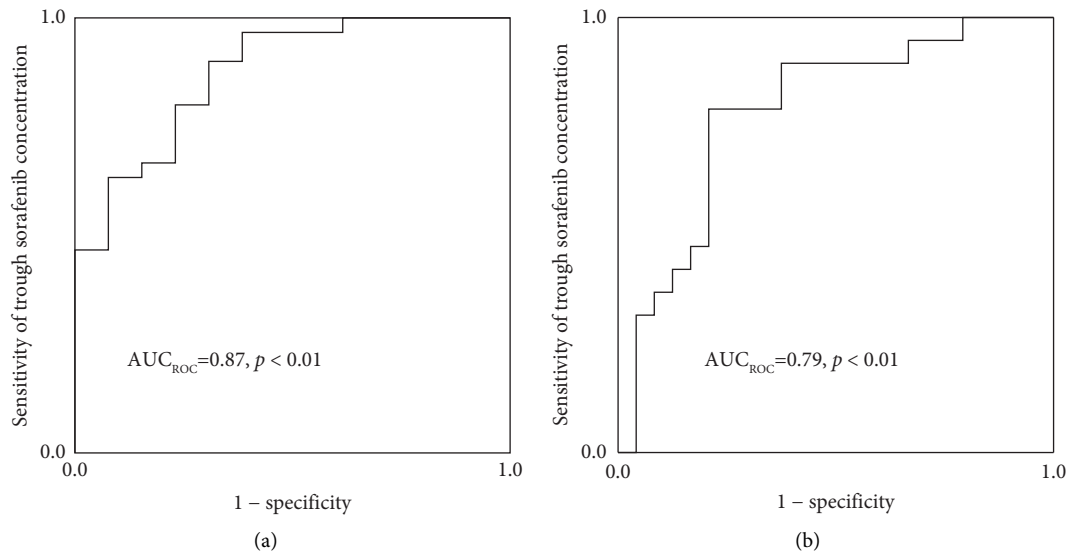 1.0
Sensitivity of trough sorafenib concentration
AUCROC=0.87, p < 0.01
0.0
0.0
1.0
1 − specificity
(a)
1.0
Sensitivity of trough sorafenib concentration
AUCROC=0.79, p < 0.01
0.0
0.0
1.0
1 − specificity
(b)